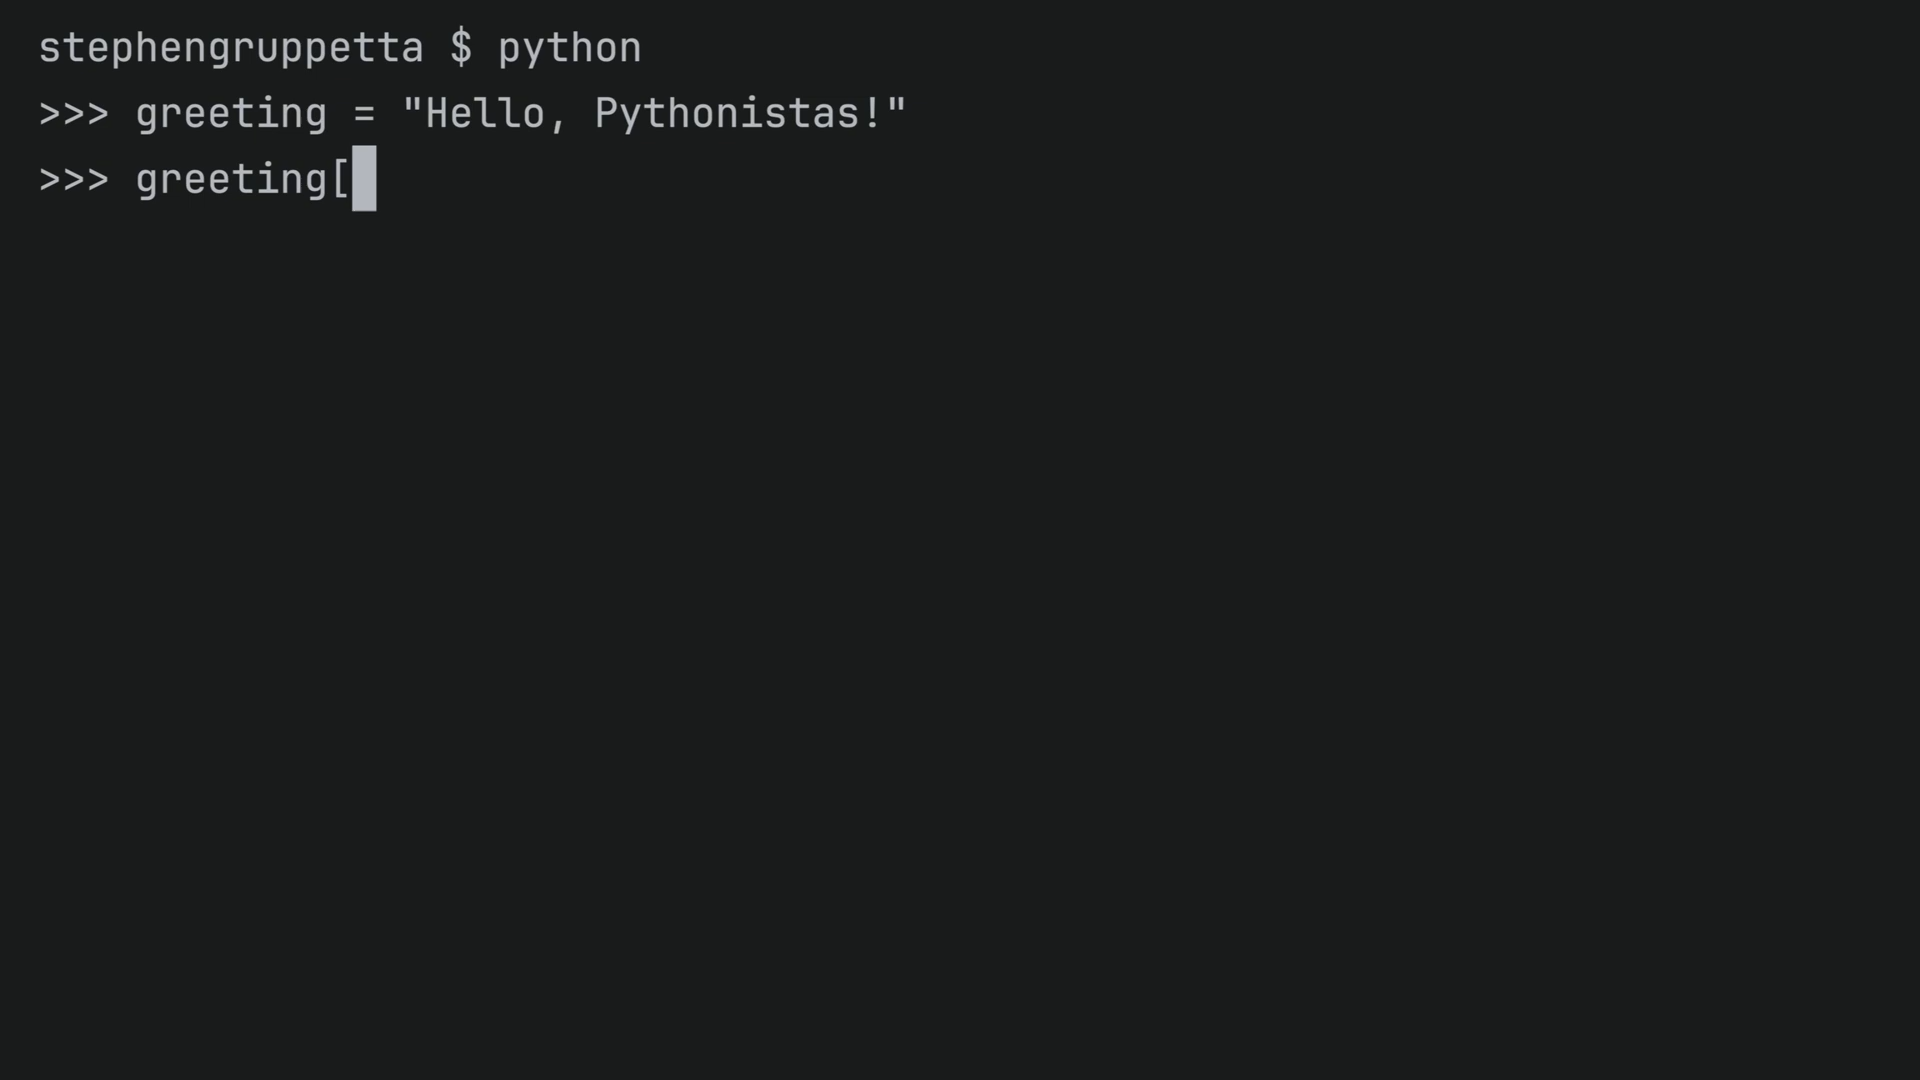 stephengruppetta $ python
>>> greeting = "Hello, Pythonistas!"
>>> greeting[